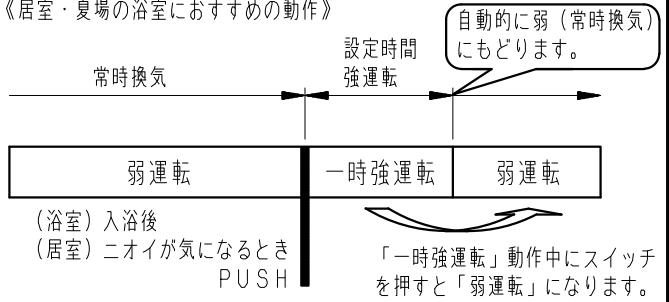 《居室・夏場の浴室におすすめの動作》
自動的に弱（常時換気）
にもどります。
設定時間
強運転
常時換気
弱運転
一時強運転
弱運転
（浴室）入浴後
（居室）ニオイが気になるとき
PUSH
「一時強運転」動作中にスイッチ
を押すと「弱運転」になります。